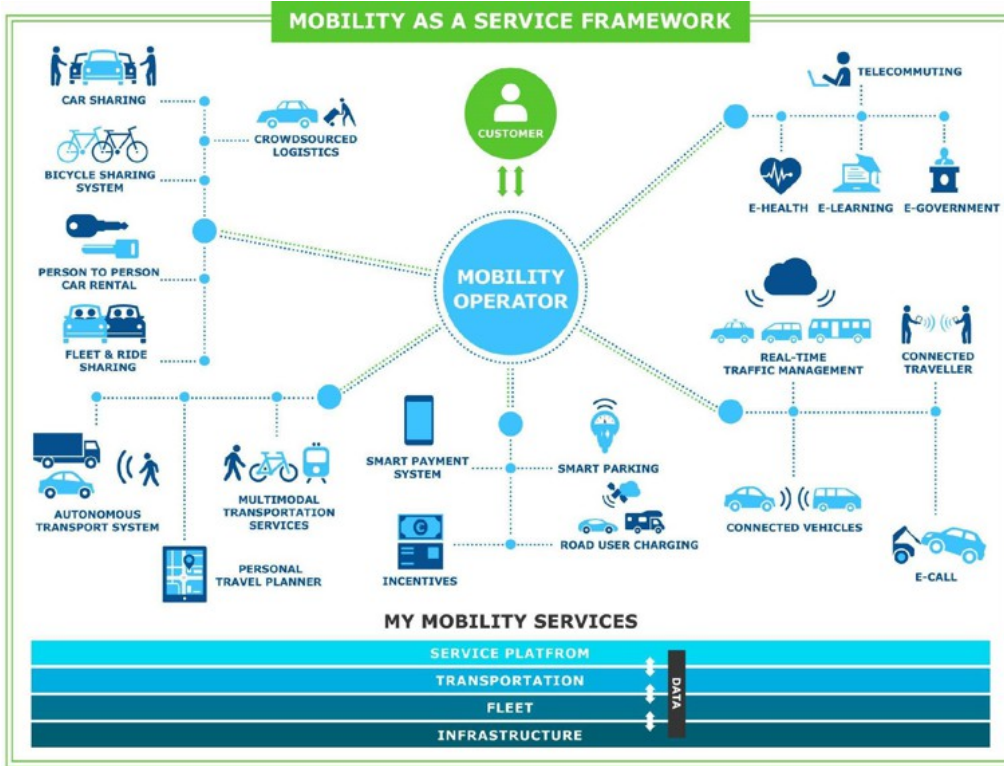 MOBILITY AS A SERVICE FRAMEWORK
CUSTOMER
MOBILITY
OPERATOR
CAR SHARING
CROWDSOURCED
LOGISTICS
BICYCLE SHARING
SYSTEM
PERSON TO PERSON
CAR RENTAL
FLEET & RIDE
SHARING
TELECOMMUTING
E-HEALTH
E-LEARNING
E-GOVERNMENT
REAL-TIME
TRAFFIC MANAGEMENT
CONNECTED
TRAVELLER
CONNECTED VEHICLES
E-CALL
AUTONOMOUS
TRANSPORT SYSTEM
PERSONAL
TRAVEL PLANNER
MULTIMODAL
TRANSPORTATION
SERVICES
SMART PAYMENT
SYSTEM
SMART PARKING
INCENTIVES
ROAD USER CHARGING
MY MOBILITY SERVICES
SERVICE PLATFROM
TRANSPORTATION
FLEET
INFRASTRUCTURE
DATA